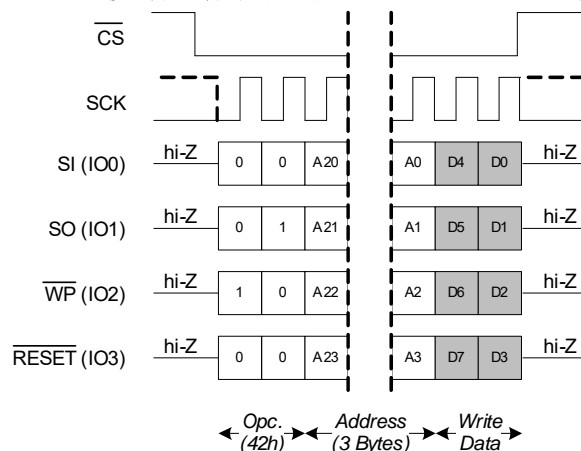 CS
SCK
SI (IO0) hi-Z 0 0 A20 A0 D4 D0 hi-Z
SO (IO1) hi-Z 0 1 A21 A1 D5 D1 hi-Z
WP (IO2) hi-Z 1 0 A22 A2 D6 D2 hi-Z
RESET (IO3) hi-Z 0 0 A23 A3 D7 D3 hi-Z
Opc. Address Write
(42h) (3 Bytes) Data